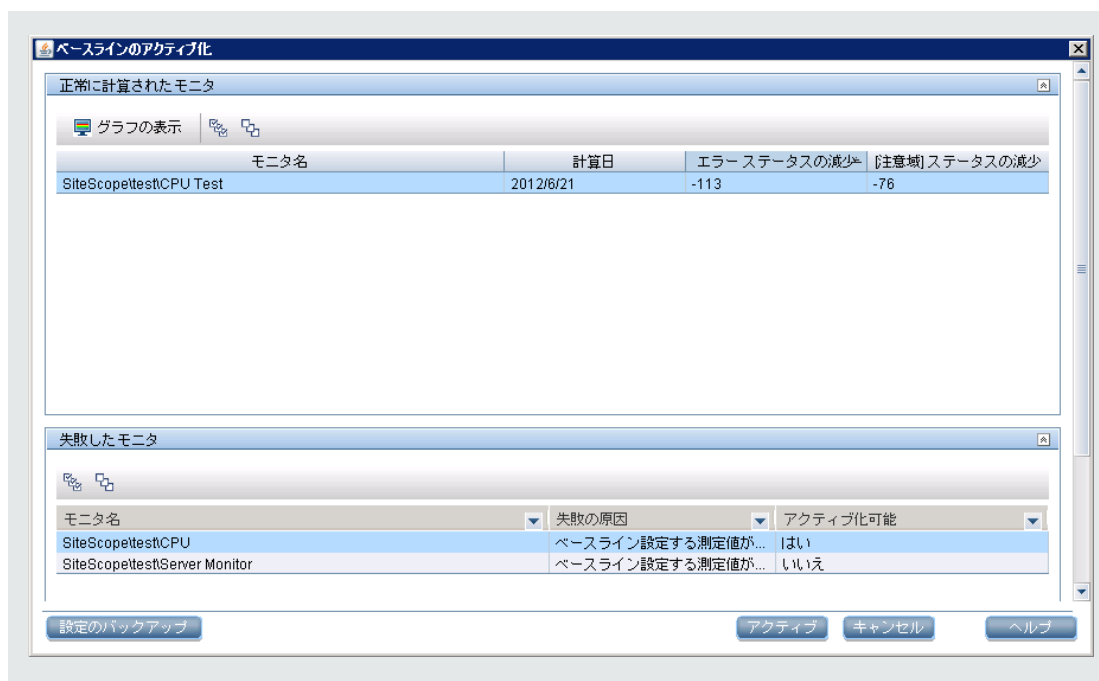 ベースラインのアクティブ化
正常に計算されたモニタ
グラフの表示
モニタ名 計算日 エラー ステータスの減少 [注意域] ステータスの減少
SiteScope\test\CPU Test 2012/6/21 -113 -76
失敗したモニタ
モニタ名 失敗の原因 アクティブ化可能
SiteScope\test\CPU ベースライン設定する測定値が... はい
SiteScope\test\Server Monitor ベースライン設定する測定値が... いいえ
設定のバックアップ アクティブ キャンセル ヘルプ